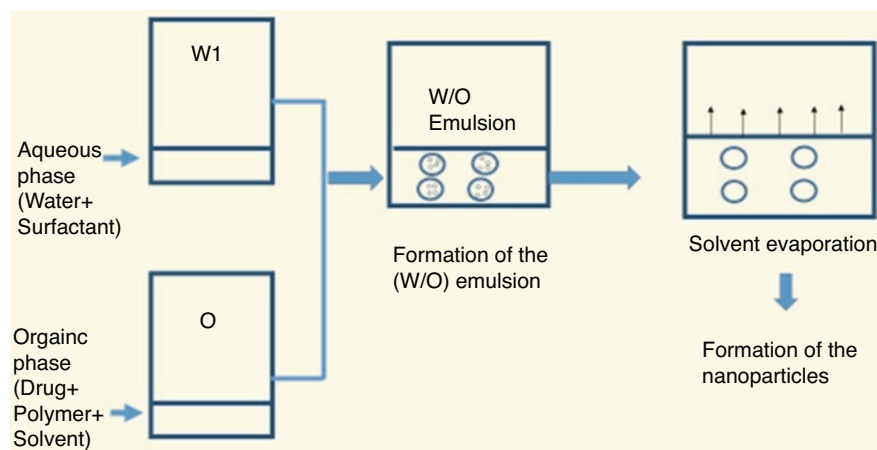 W1
Aqueous
phase
(Water+
Surfactant)
O
Orgainc
phase
(Drug+
Polymer+
Solvent)
W/O
Emulsion
Formation of the
(W/O) emulsion
Solvent evaporation
Formation of the
nanoparticles